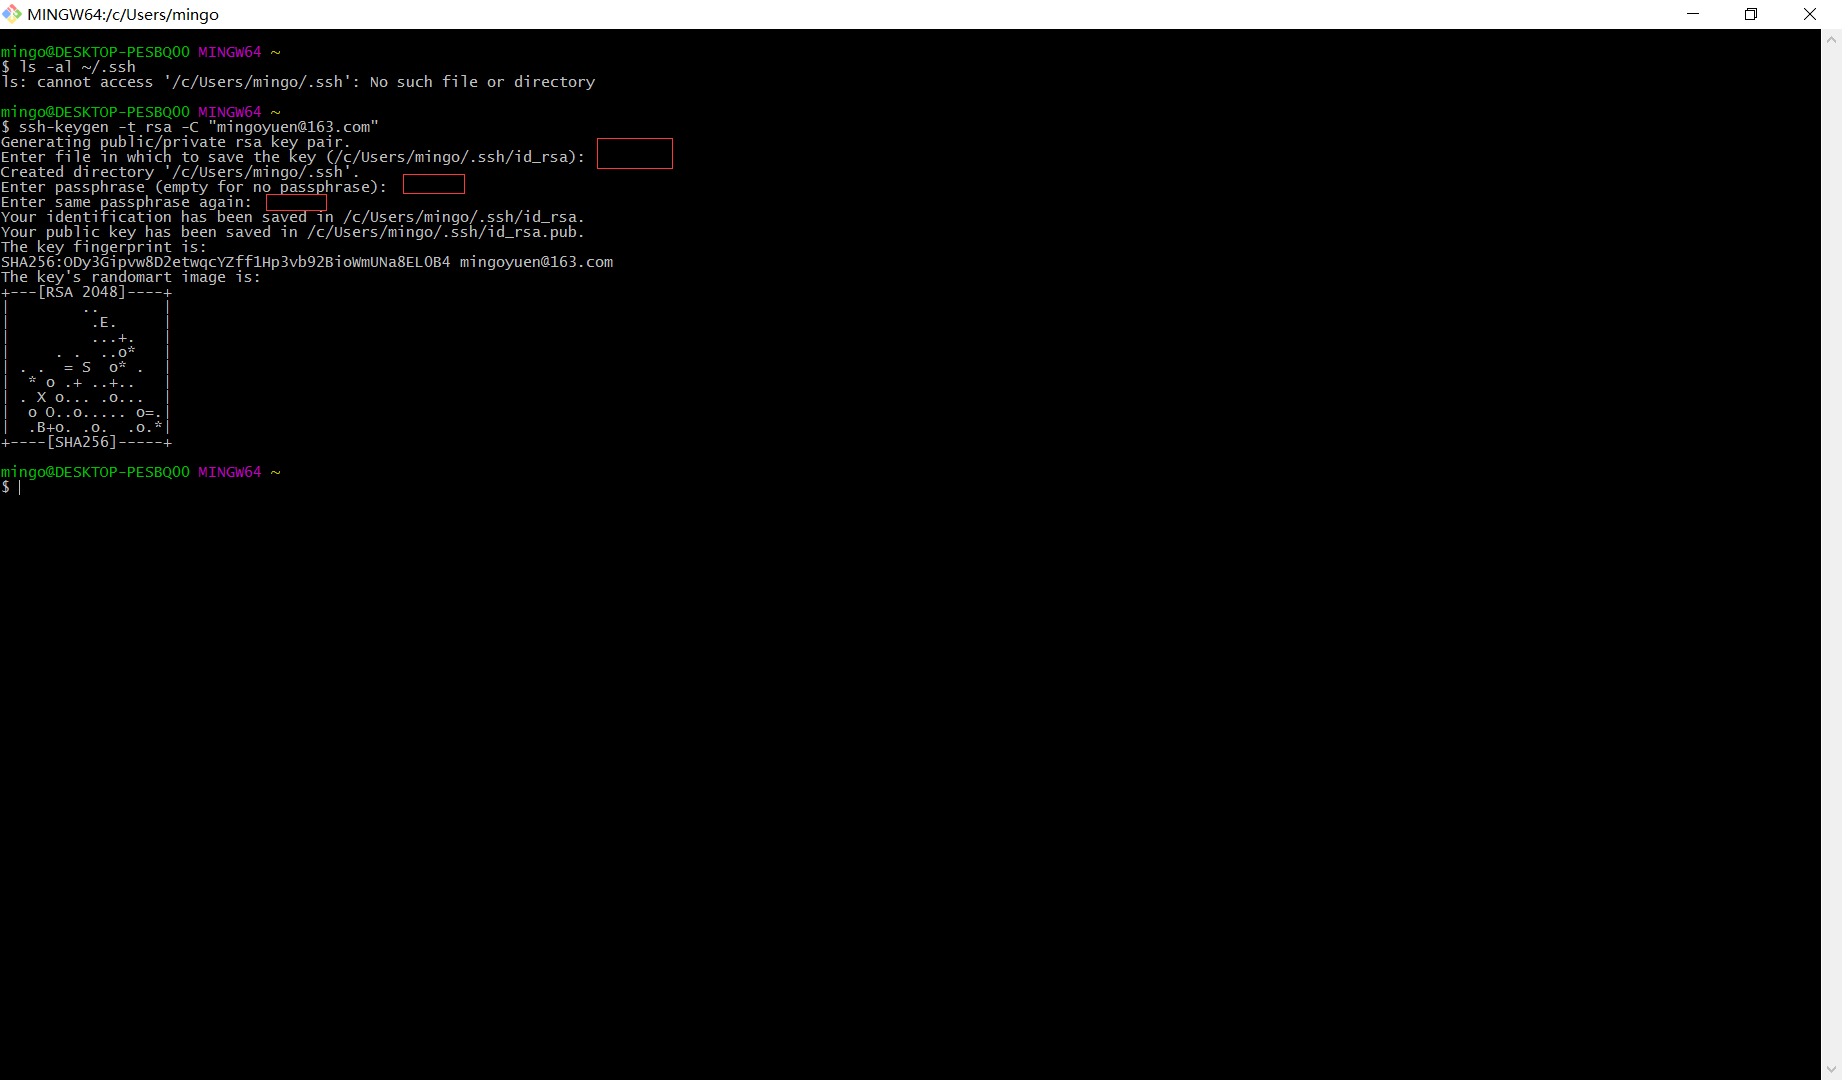 MINGW64:/c/Users/mingo
mingo@DESKTOP-PESBQOO MINGW64 ~
$ ls -al ~/.ssh
ls: cannot access '/c/Users/mingo/.ssh': No such file or directory
mingo@DESKTOP-PESBQOO MINGW64 ~
$ ssh-keygen -t rsa -C "mingoyuen@163.com"
Generating public/private rsa key pair.
Enter file in which to save the key (/c/Users/mingo/.ssh/id_rsa):
Created directory '/c/Users/mingo/.ssh'.
Enter passphrase (empty for no passphrase):
Enter same passphrase again:
Your identification has been saved in /c/Users/mingo/.ssh/id_rsa.
Your public key has been saved in /c/Users/mingo/.ssh/id_rsa.pub.
The key fingerprint is:
SHA256:ODy3Gipvw8D2etwqcYZff1Hp3vb92BioWmUNa8ELOB4 mingoyuen@163.com
The key's randomart image is:
+---[RSA 2048]----+
|        ..       |
|         .E.     |
|         ...+.   |
|     . .  ..o*   |
| . .  = S  o* .  |
|  * o .+ ..+..   |
| . X o... .o...  |
|  o O..o..... o=.|
|  .B+o. .o.  .o.*|
+----[SHA256]-----+
mingo@DESKTOP-PESBQOO MINGW64 ~
$